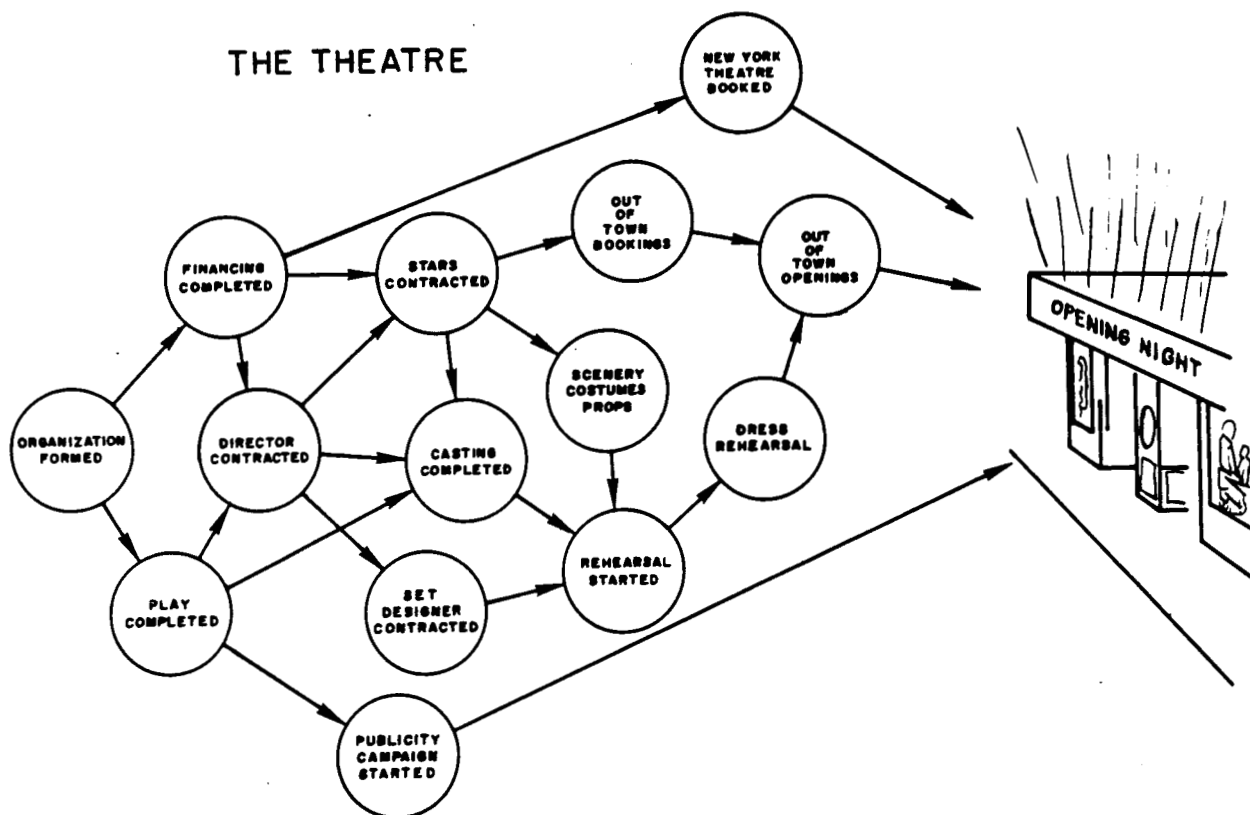 THE THEATRE
NEW YORK
THEATRE
BOOKED
OUT
OF
TOWN
BOOKINGS
OUT
OF
TOWN
OPENINGS
FINANCING
COMPLETED
STARS
CONTRACTED
OPENING NIGHT
SCENERY
COSTUMES
PROPS
ORGANIZATION
FORMED
DIRECTOR
CONTRACTED
CASTING
COMPLETED
DRESS
REHEARSAL
REHEARSAL
STARTED
PLAY
COMPLETED
SET
DESIGNER
CONTRACTED
PUBLICITY
CAMPAIGN
STARTED